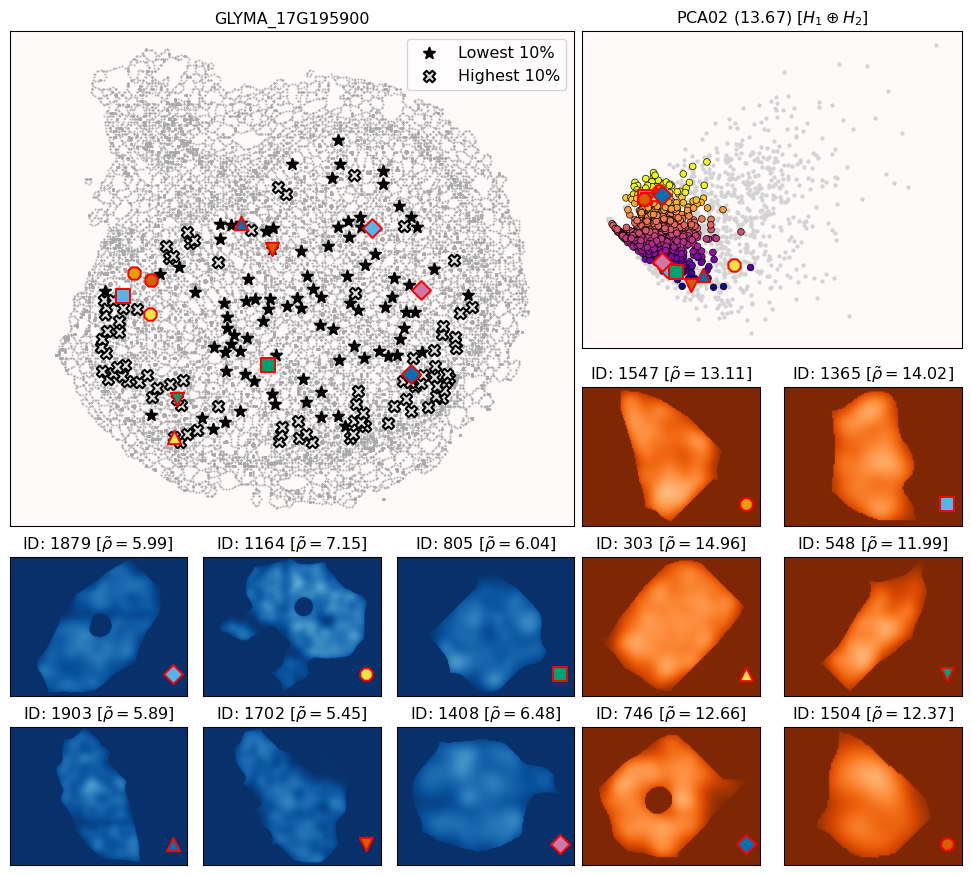 GLYMA_17G195900
PCA02 (13.67) [H₁ ⊕ H₂]
Lowest 10%
Highest 10%
ID: 1547 [ρ̃ = 13.11]
ID: 1365 [ρ̃ = 14.02]
ID: 1879 [ρ̃ = 5.99]
ID: 1164 [ρ̃ = 7.15]
ID: 805 [ρ̃ = 6.04]
ID: 303 [ρ̃ = 14.96]
ID: 548 [ρ̃ = 11.99]
ID: 1903 [ρ̃ = 5.89]
ID: 1702 [ρ̃ = 5.45]
ID: 1408 [ρ̃ = 6.48]
ID: 746 [ρ̃ = 12.66]
ID: 1504 [ρ̃ = 12.37]